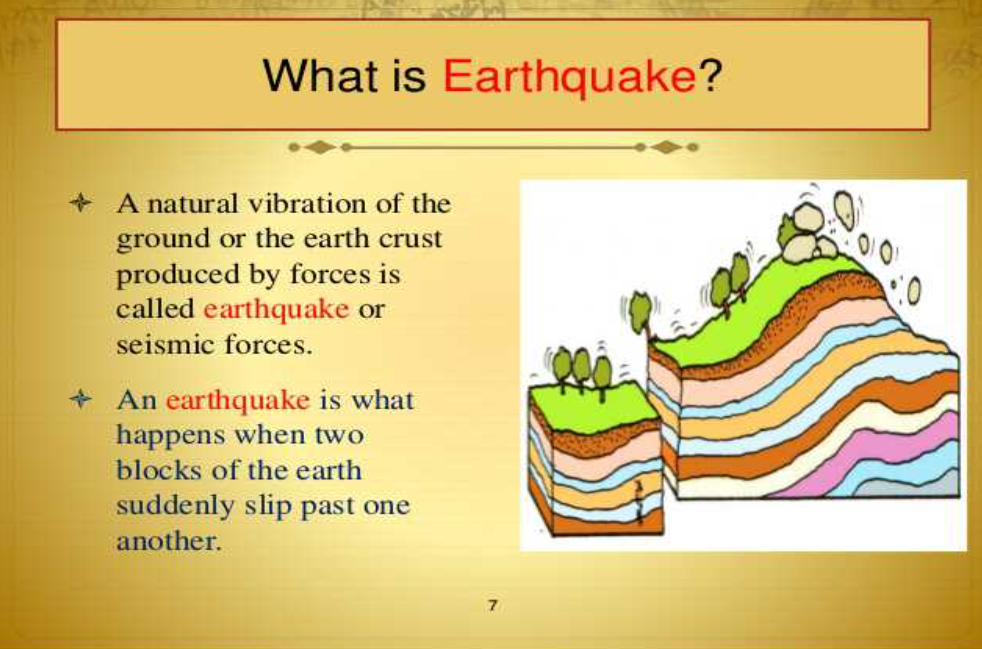 What is Earthquake?
A natural vibration of the
ground or the earth crust
produced by forces is
called earthquake or
seismic forces.
An earthquake is what
happens when two
blocks of the earth
suddenly slip past one
another.
7